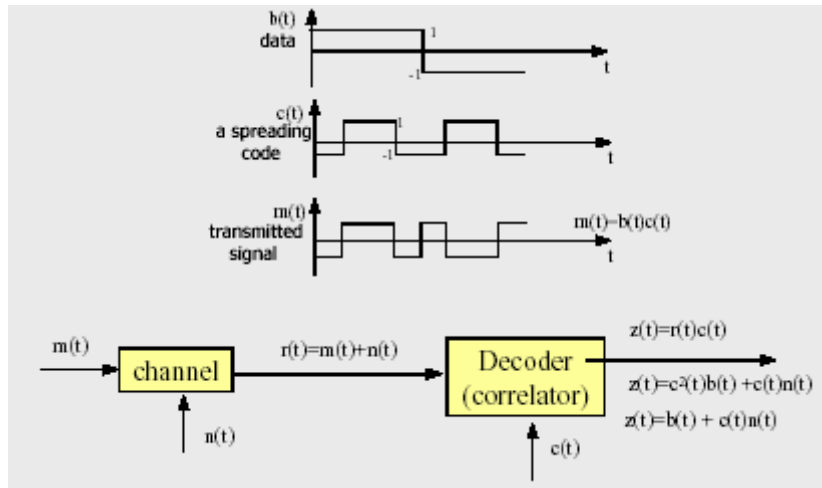 b(t)
data
1
-1
t
c(t)
a spreading
code
1
-1
t
m(t)
transmitted
signal
m(t)=b(t)c(t)
t
m(t)
channel
n(t)
r(t)=m(t)+n(t)
Decoder
(correlator)
c(t)
z(t)=r(t)c(t)
z(t)=c²(t)b(t) +c(t)n(t)
z(t)=b(t) + c(t)n(t)